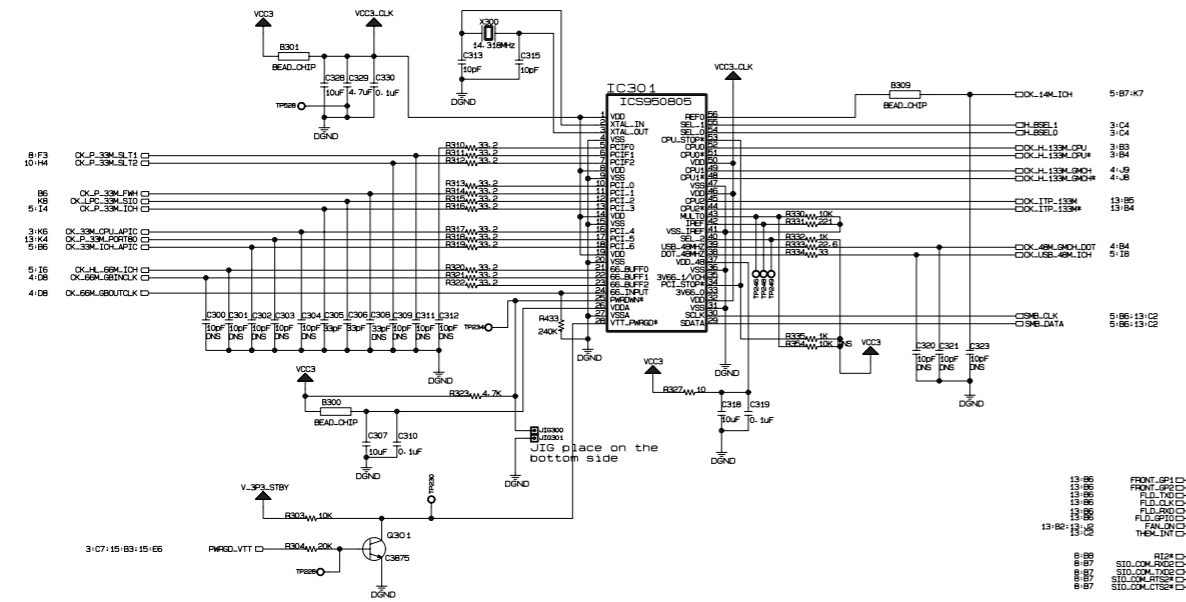 VCC3
VCC3_CLK
X300
14.318MHz
B301
BEAD_CHIP
C328
10uF
C329
4.7uF
C330
0.1uF
TP528
DGND
C313
10pF
C315
10pF
DGND
VCC3_CLK
IC301
ICS950805
B309
BEAD_CHIP
CK_14M_ICH 5:B7:K7
H_BSEL1 3:C4
H_BSEL0 3:C4
CK_H_133M_CPU 3:B3
CK_H_133M_CPU* 3:B4
CK_H_133M_GMCH 4:J9
CK_H_133M_GMCH* 4:J8
CK_ITP_133M 13:B5
CK_ITP_133M* 13:B4
CK_48M_GMCH_DOT 4:B4
CK_USB_48M_ICH 5:I8
SMB_CLK 5:B6:13:C2
SMB_DATA 5:B6:13:C2
8:F3 CK_P_33M_SLT1
10:H4 CK_P_33M_SLT2
B6 CK_P_33M_FWH
K8 CK_LPC_33M_SIO
5:I4 CK_P_33M_ICH
3:K6 CK_33M_CPU_APIC
13:K4 CK_P_33M_PORT80
5:B6 CK_33M_ICH_APIC
5:I6 CK_HL_66M_ICH
4:D8 CK_66M_GBINCLK
4:D8 CK_66M_GBOUTCLK
R310 33.2
R311 33.2
R312 33.2
R313 33.2
R314 33.2
R315 33.2
R316 33.2
R317 33.2
R318 33.2
R319 33.2
R320 33.2
R321 33.2
R322 33.2
1 VDD
2 XTAL_IN
3 XTAL_OUT
4 VSS
5 PCIF0
6 PCIF1
7 PCIF2
8 VDD
9 VSS
10 PCI_0
11 PCI_1
12 PCI_2
13 PCI_3
14 VDD
15 VSS
16 PCI_4
17 PCI_5
18 PCI_6
19 VDD
20 VSS
21 66_BUFF0
22 66_BUFF1
23 66_BUFF2
24 66_INPUT
25 PWRDWN*
26 VDDA
27 VSSA
28 VTT_PWRGD*
REF0 56
SEL_1 55
SEL_0 54
CPU_STOP* 53
CPU0 52
CPU0* 51
VDD 50
CPU1 49
CPU1* 48
VSS 47
VDD 46
CPU2 45
CPU2* 44
MULT0 43
IREF 42
VSS_IREF 41
SEL_2 40
USB_48MHZ 39
DOT_48MHZ 38
VDD_48 37
VSS 36
3V66_1/VCH 35
PCI_STOP* 34
3V66_0 33
VDD 32
VSS 31
SCLK 30
SDATA 29
R330 10K
R331 221
R332 1K
R333 22.6
R334 33
R335 1K
R354 10K DNS
VCC3
C300 10pF DNS
C301 10pF DNS
C302 10pF DNS
C303 10pF DNS
C304 10pF DNS
C305 33pF DNS
C306 33pF DNS
C308 33pF DNS
C309 10pF DNS
C311 10pF DNS
C312 10pF DNS
DGND
TP234
R433
240K
DGND
DGND
C320 10pF DNS
C321 10pF DNS
C323 10pF
DGND
VCC3
R323 4.7K
B300
BEAD_CHIP
C307
10uF
C310
0.1uF
DGND
JIG300
JIG301
JIG place on the
bottom side
DGND
VCC3
R327 10
C318
10uF
C319
0.1uF
DGND
V_3P3_STBY
R303 10K
TP230
3:C7:15:B3:15:E6 PWRGD_VTT
R304 20K
Q301
C3875
TP228
DGND
13:B6 FRONT_GP1
13:B6 FRONT_GP2
13:B6 FLD_TXD
13:B6 FLD_CLK
13:B6 FLD_RXD
13:B6 FLD_GPIO
13:B2:13:J2 FAN_ON
13:C2 THEM_INT
8:B8 RI2*
8:B7 SIO_COM_RXD2
8:B7 SIO_COM_TXD2
8:B7 SIO_COM_RTS2*
8:B7 SIO_COM_CTS2*